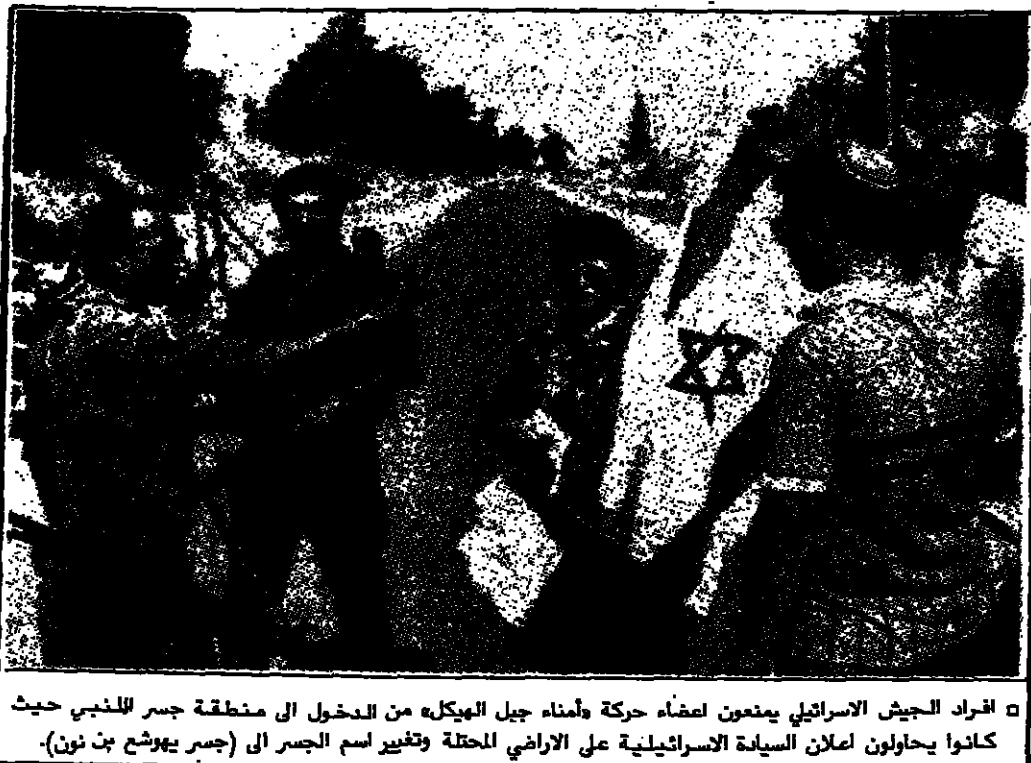 □ افراد الجيش الاسرائيلي يمنعون اعضاء حركة «أمناء جبل الهيكل» من الدخول الى منطقة جسر اللنبي حيث
كانوا يحاولون اعلان السيادة الاسرائيلية على الاراضي المحتلة وتغيير اسم الجسر الى (جسر يهوشع بن نون).